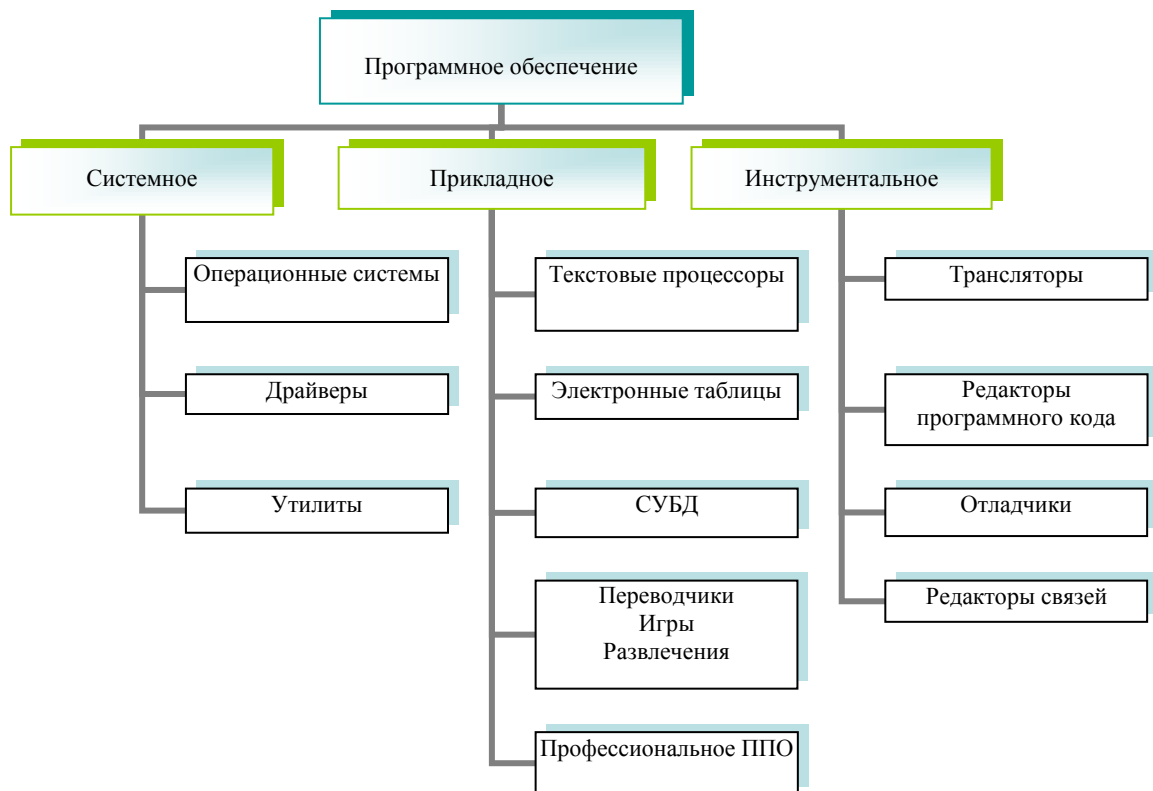 Программное обеспечение
Системное
Прикладное
Инструментальное
Операционные системы
Текстовые процессоры
Трансляторы
Драйверы
Электронные таблицы
Редакторы
программного кода
Утилиты
СУБД
Отладчики
Переводчики
Игры
Развлечения
Редакторы связей
Профессиональное ППО